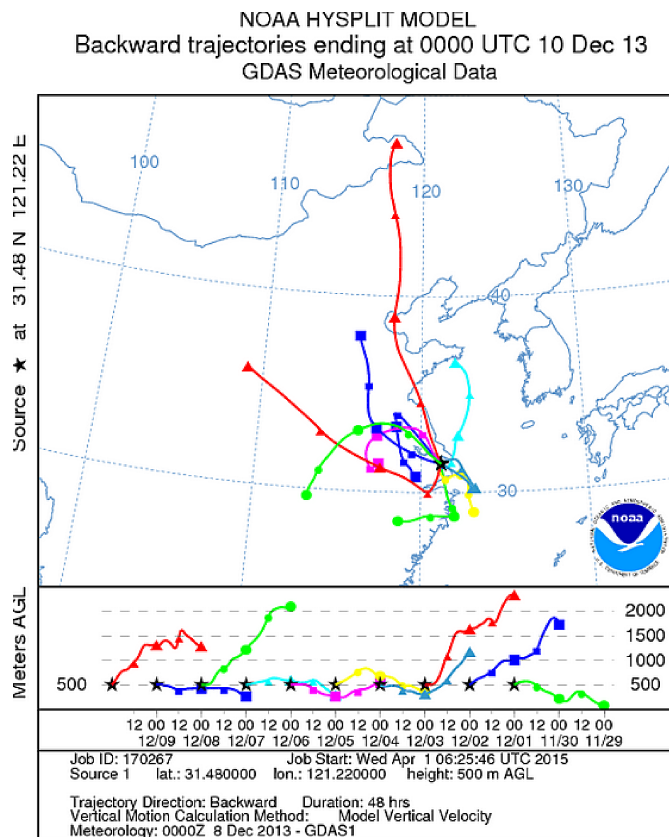 NOAA HYSPLIT MODEL
Backward trajectories ending at 0000 UTC 10 Dec 13
GDAS Meteorological Data
Source ★ at 31.48 N 121.22 E
100
110
120
130
40
30
noaa
Meters AGL
2000
1500
1000
500
500
12 00 12 00 12 00 12 00 12 00 12 00 12 00 12 00 12 00 12 00 12 00 12
12/09 12/08 12/07 12/06 12/05 12/04 12/03 12/02 12/01 11/30 11/29
Job ID: 170267 Job Start: Wed Apr 1 06:25:46 UTC 2015
Source 1 lat.: 31.480000 lon.: 121.220000 height: 500 m AGL
Trajectory Direction: Backward Duration: 48 hrs
Vertical Motion Calculation Method: Model Vertical Velocity
Meteorology: 0000Z 8 Dec 2013 - GDAS1